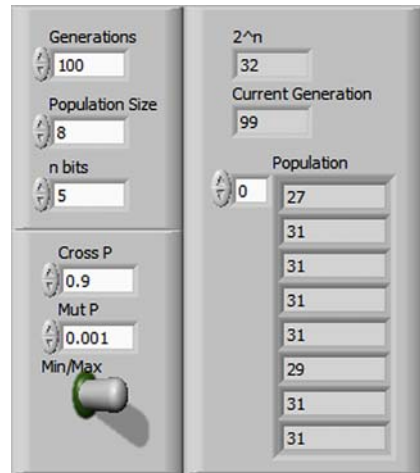 Generations
100
Population Size
8
n bits
5
Cross P
0.9
Mut P
0.001
Min/Max
2^n
32
Current Generation
99
Population
0
27
31
31
31
31
29
31
31